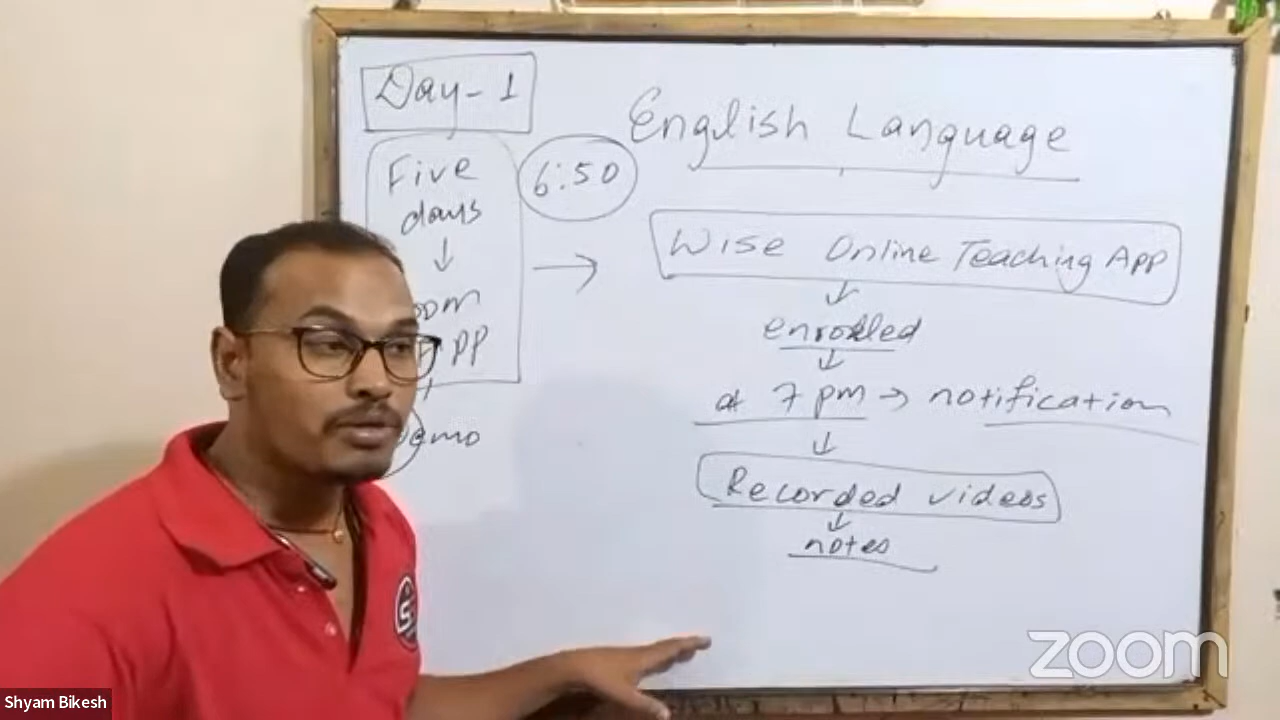 Day-1
English Language
Five
days
6:50
Wise Online Teaching App
enrolled
at 7 pm → notification
Recorded videos
notes
zoom
Shyam Bikesh